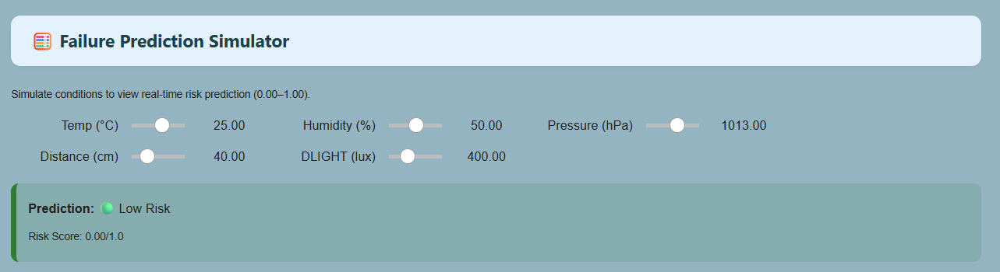 Failure Prediction Simulator
Simulate conditions to view real-time risk prediction (0.00–1.00).
Temp (°C) 25.00 Humidity (%) 50.00 Pressure (hPa) 1013.00
Distance (cm) 40.00 DLIGHT (lux) 400.00
Prediction: Low Risk
Risk Score: 0.00/1.0